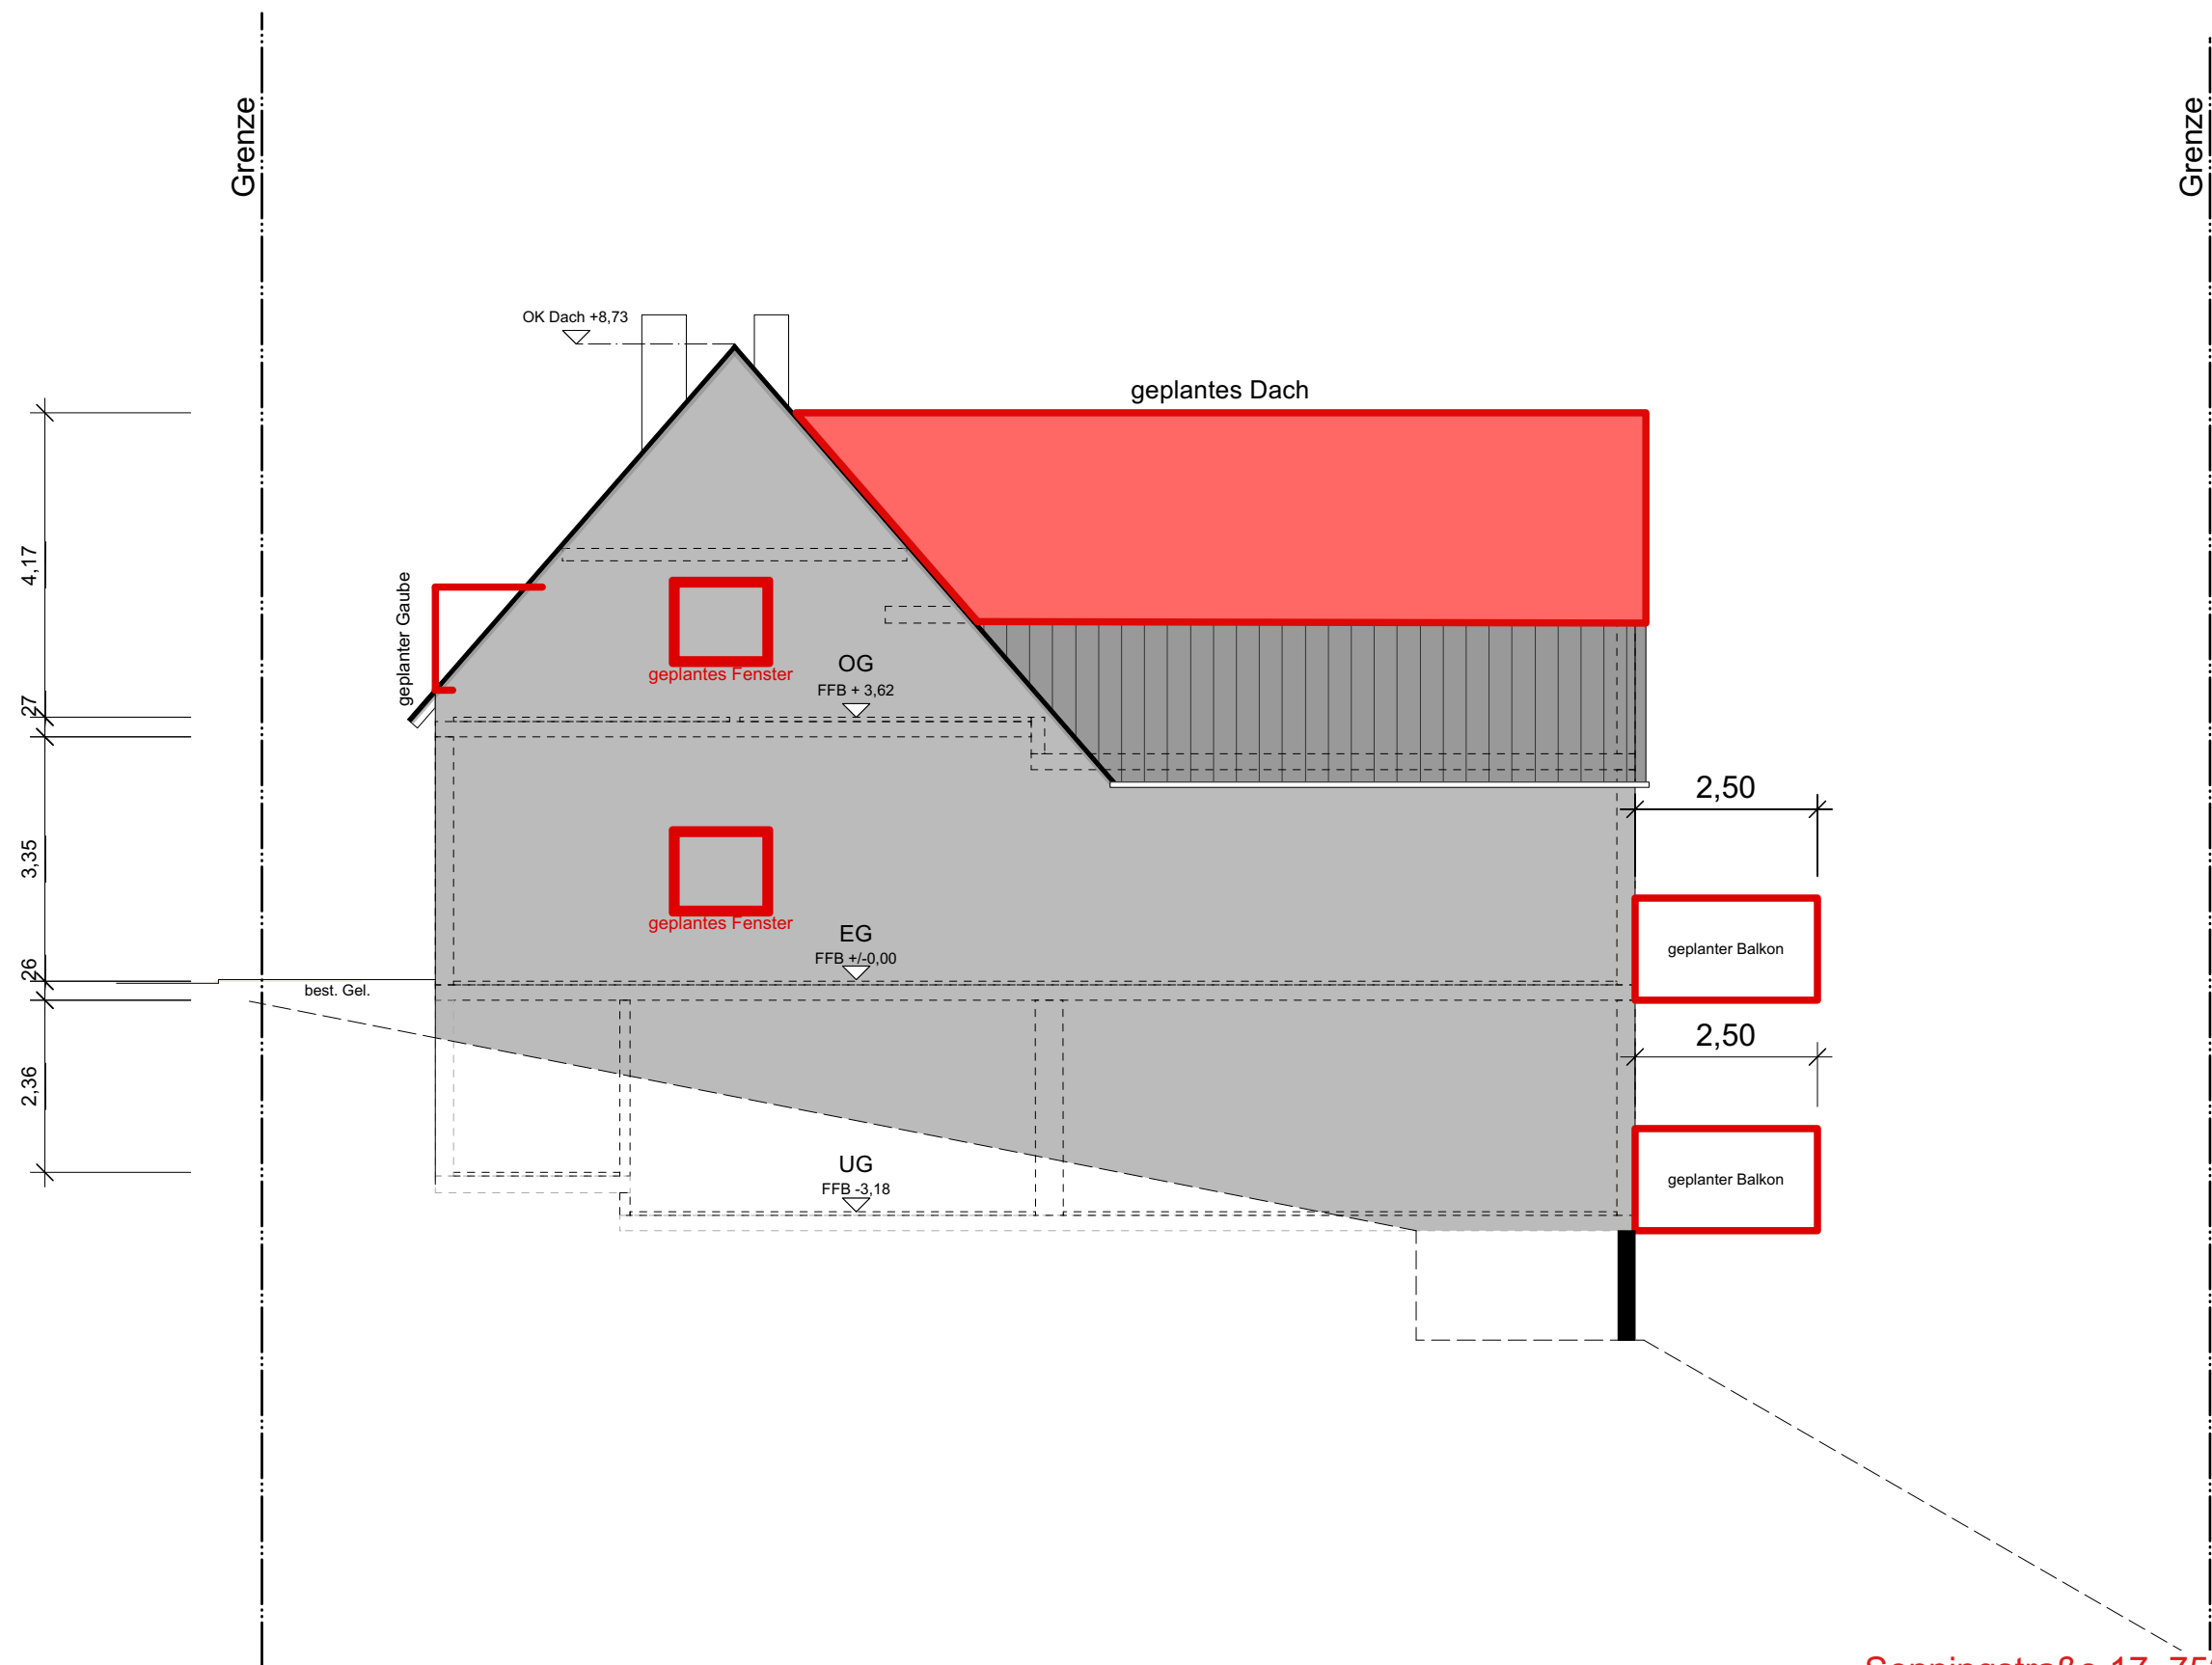 Grenze
Grenze
OK Dach +8,73
geplantes Dach
4,17
geplanter Gaube
geplantes Fenster
OG
FFB + 3,62
27
2,50
3,35
geplantes Fenster
EG
FFB +/-0,00
geplanter Balkon
26
best. Gel.
2,50
2,36
UG
FFB -3,18
geplanter Balkon
17, 75